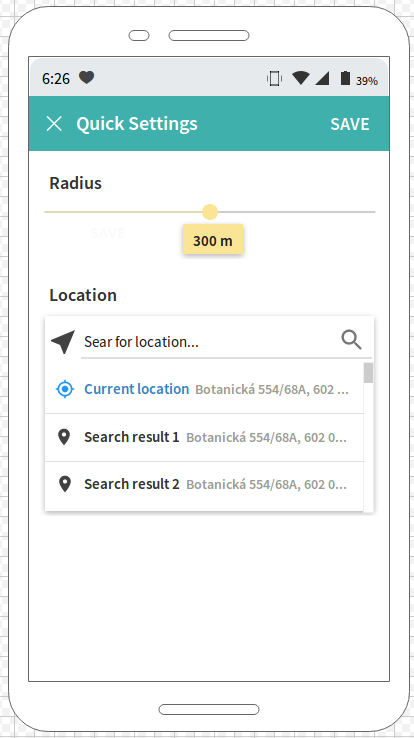 6:26 39%
Quick Settings SAVE
Radius
SAVE
300 m
Location
Sear for location...
Current location Botanická 554/68A, 602 ...
Search result 1 Botanická 554/68A, 602 0...
Search result 2 Botanická 554/68A, 602 0...